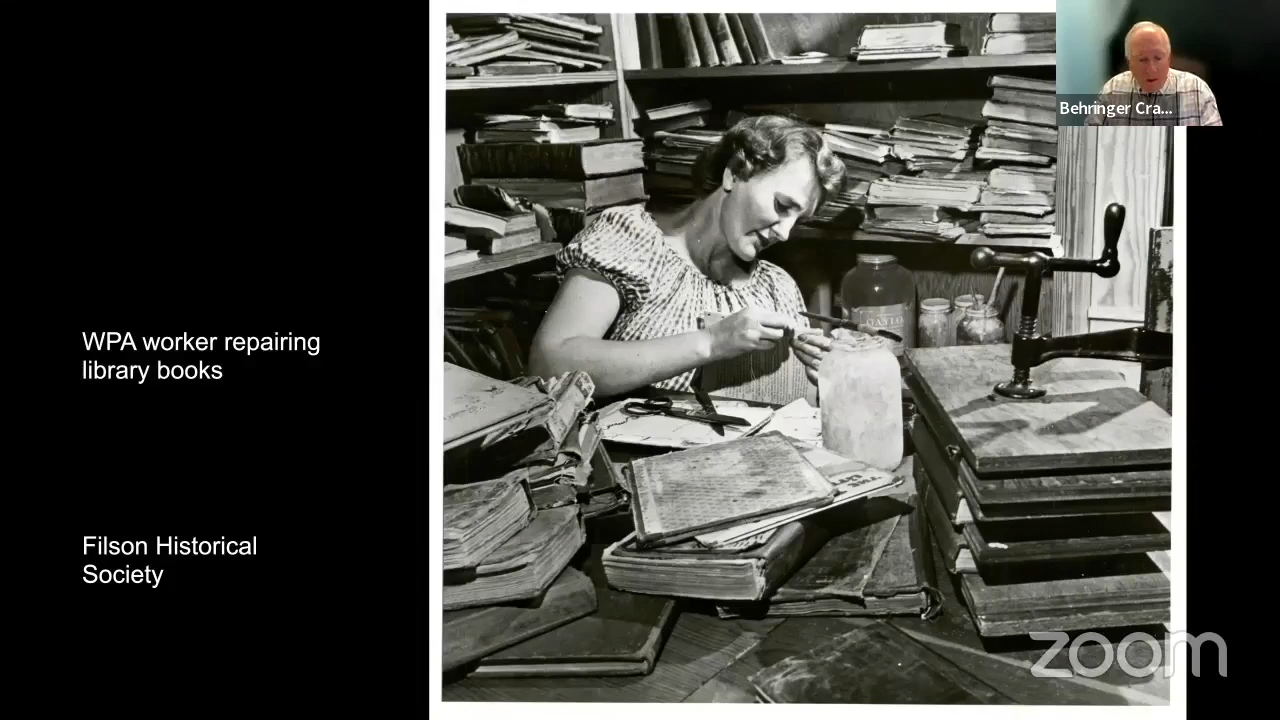 Behringer Cra...
WPA worker repairing
library books
Filson Historical
Society
zoom